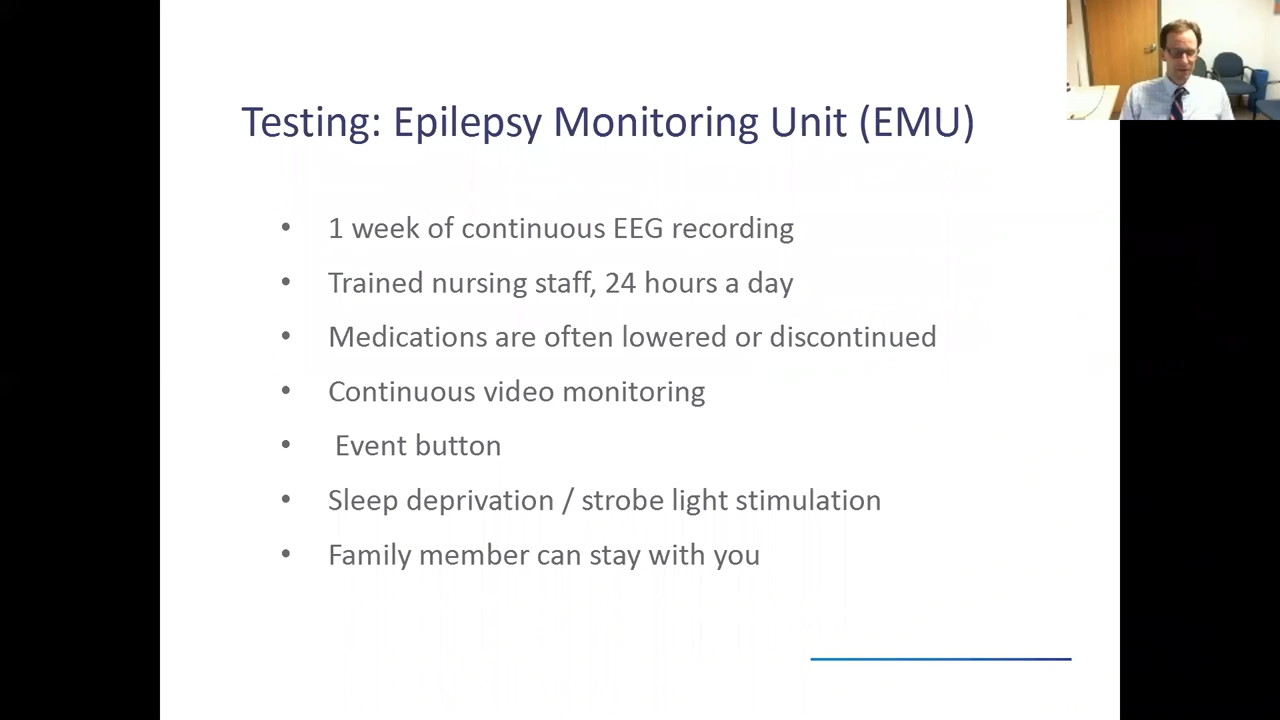 Testing: Epilepsy Monitoring Unit (EMU)
• 1 week of continuous EEG recording
• Trained nursing staff, 24 hours a day
• Medications are often lowered or discontinued
• Continuous video monitoring
• Event button
• Sleep deprivation / strobe light stimulation
• Family member can stay with you